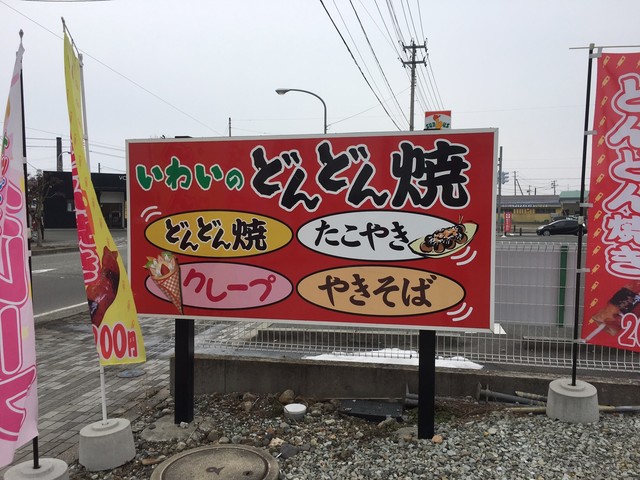 いわいのどんどん焼
どんどん焼
たこやき
クレープ
やきそば
どんどん焼き
00円